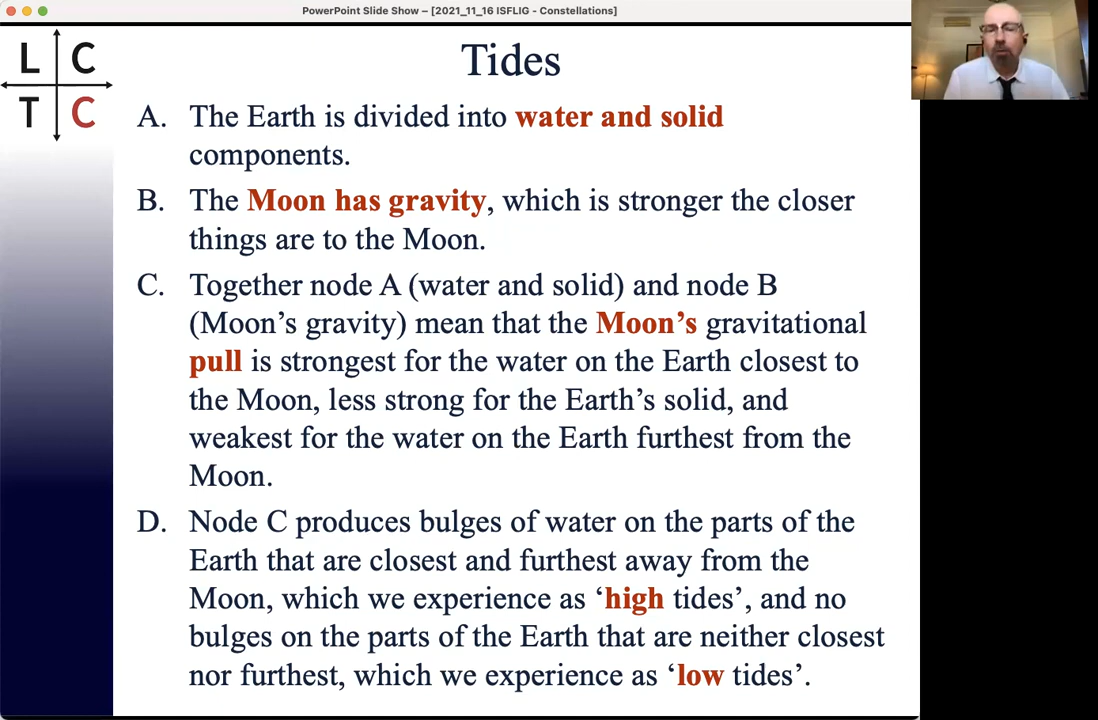 PowerPoint Slide Show – [2021_11_16 ISFLIG - Constellations]
L C
T C
Tides
A. The Earth is divided into water and solid
components.
B. The Moon has gravity, which is stronger the closer
things are to the Moon.
C. Together node A (water and solid) and node B
(Moon’s gravity) mean that the Moon’s gravitational
pull is strongest for the water on the Earth closest to
the Moon, less strong for the Earth’s solid, and
weakest for the water on the Earth furthest from the
Moon.
D. Node C produces bulges of water on the parts of the
Earth that are closest and furthest away from the
Moon, which we experience as ‘high tides’, and no
bulges on the parts of the Earth that are neither closest
nor furthest, which we experience as ‘low tides’.